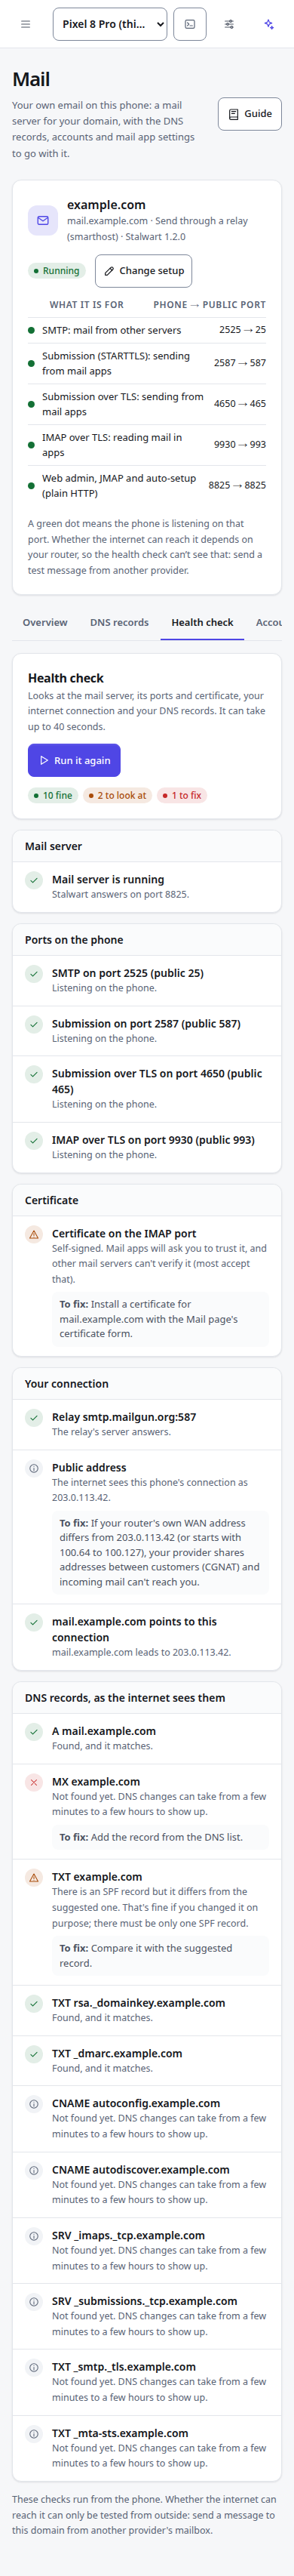 Pixel 8 Pro (thi...
Mail
Your own email on this phone: a mail
server for your domain, with the DNS
records, accounts and mail app settings
to go with it.
Guide
example.com
mail.example.com · Send through a relay
(smarthost) · Stalwart 1.2.0
Running
Change setup
WHAT IT IS FOR
PHONE → PUBLIC PORT
SMTP: mail from other servers
2525 → 25
Submission (STARTTLS): sending
from mail apps
2587 → 587
Submission over TLS: sending from
mail apps
4650 → 465
IMAP over TLS: reading mail in
apps
9930 → 993
Web admin, JMAP and auto-setup
(plain HTTP)
8825 → 8825
A green dot means the phone is listening on that
port. Whether the internet can reach it depends on
your router, so the health check can't see that: send a
test message from another provider.
Overview
DNS records
Health check
Accou
Health check
Looks at the mail server, its ports and certificate, your
internet connection and your DNS records. It can take
up to 40 seconds.
Run it again
10 fine
2 to look at
1 to fix
Mail server
Mail server is running
Stalwart answers on port 8825.
Ports on the phone
SMTP on port 2525 (public 25)
Listening on the phone.
Submission on port 2587 (public 587)
Listening on the phone.
Submission over TLS on port 4650 (public
465)
Listening on the phone.
IMAP over TLS on port 9930 (public 993)
Listening on the phone.
Certificate
Certificate on the IMAP port
Self-signed. Mail apps will ask you to trust it, and
other mail servers can't verify it (most accept
that).
To fix: Install a certificate for
mail.example.com with the Mail page's
certificate form.
Your connection
Relay smtp.mailgun.org:587
The relay's server answers.
Public address
The internet sees this phone's connection as
203.0.113.42.
To fix: If your router's own WAN address
differs from 203.0.113.42 (or starts with
100.64 to 100.127), your provider shares
addresses between customers (CGNAT) and
incoming mail can't reach you.
mail.example.com points to this
connection
mail.example.com leads to 203.0.113.42.
DNS records, as the internet sees them
A mail.example.com
Found, and it matches.
MX example.com
Not found yet. DNS changes can take from a few
minutes to a few hours to show up.
To fix: Add the record from the DNS list.
TXT example.com
There is an SPF record but it differs from the
suggested one. That's fine if you changed it on
purpose; there must be only one SPF record.
To fix: Compare it with the suggested
record.
TXT rsa._domainkey.example.com
Found, and it matches.
TXT _dmarc.example.com
Found, and it matches.
CNAME autoconfig.example.com
Not found yet. DNS changes can take from a few
minutes to a few hours to show up.
CNAME autodiscover.example.com
Not found yet. DNS changes can take from a few
minutes to a few hours to show up.
SRV _imaps._tcp.example.com
Not found yet. DNS changes can take from a few
minutes to a few hours to show up.
SRV _submissions._tcp.example.com
Not found yet. DNS changes can take from a few
minutes to a few hours to show up.
TXT _smtp._tls.example.com
Not found yet. DNS changes can take from a few
minutes to a few hours to show up.
TXT _mta-sts.example.com
Not found yet. DNS changes can take from a few
minutes to a few hours to show up.
These checks run from the phone. Whether the internet can
reach it can only be tested from outside: send a message to
this domain from another provider's mailbox.